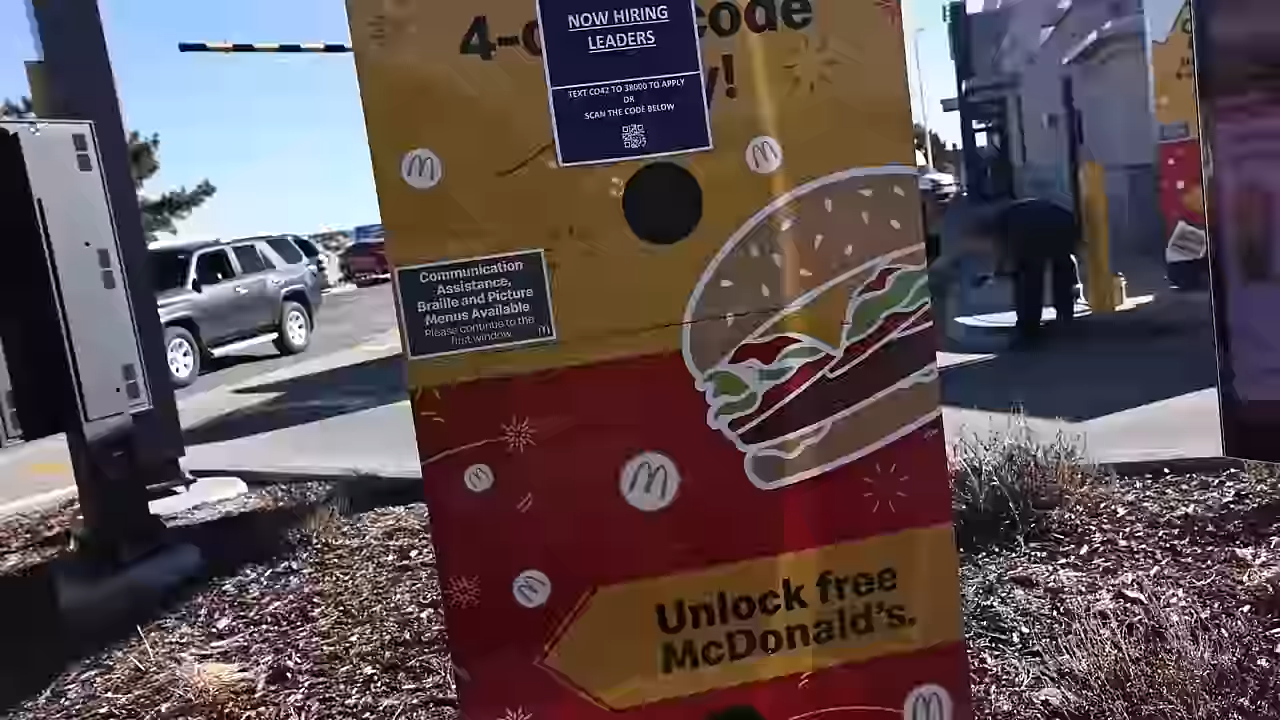 4-
code
y!
NOW HIRING
LEADERS
TEXT CO42 TO 38000 TO APPLY
OR
SCAN THE CODE BELOW
Communication
Assistance,
Braille and Picture
Menus Available
Please continue to the
first window.
Unlock free
McDonald's.